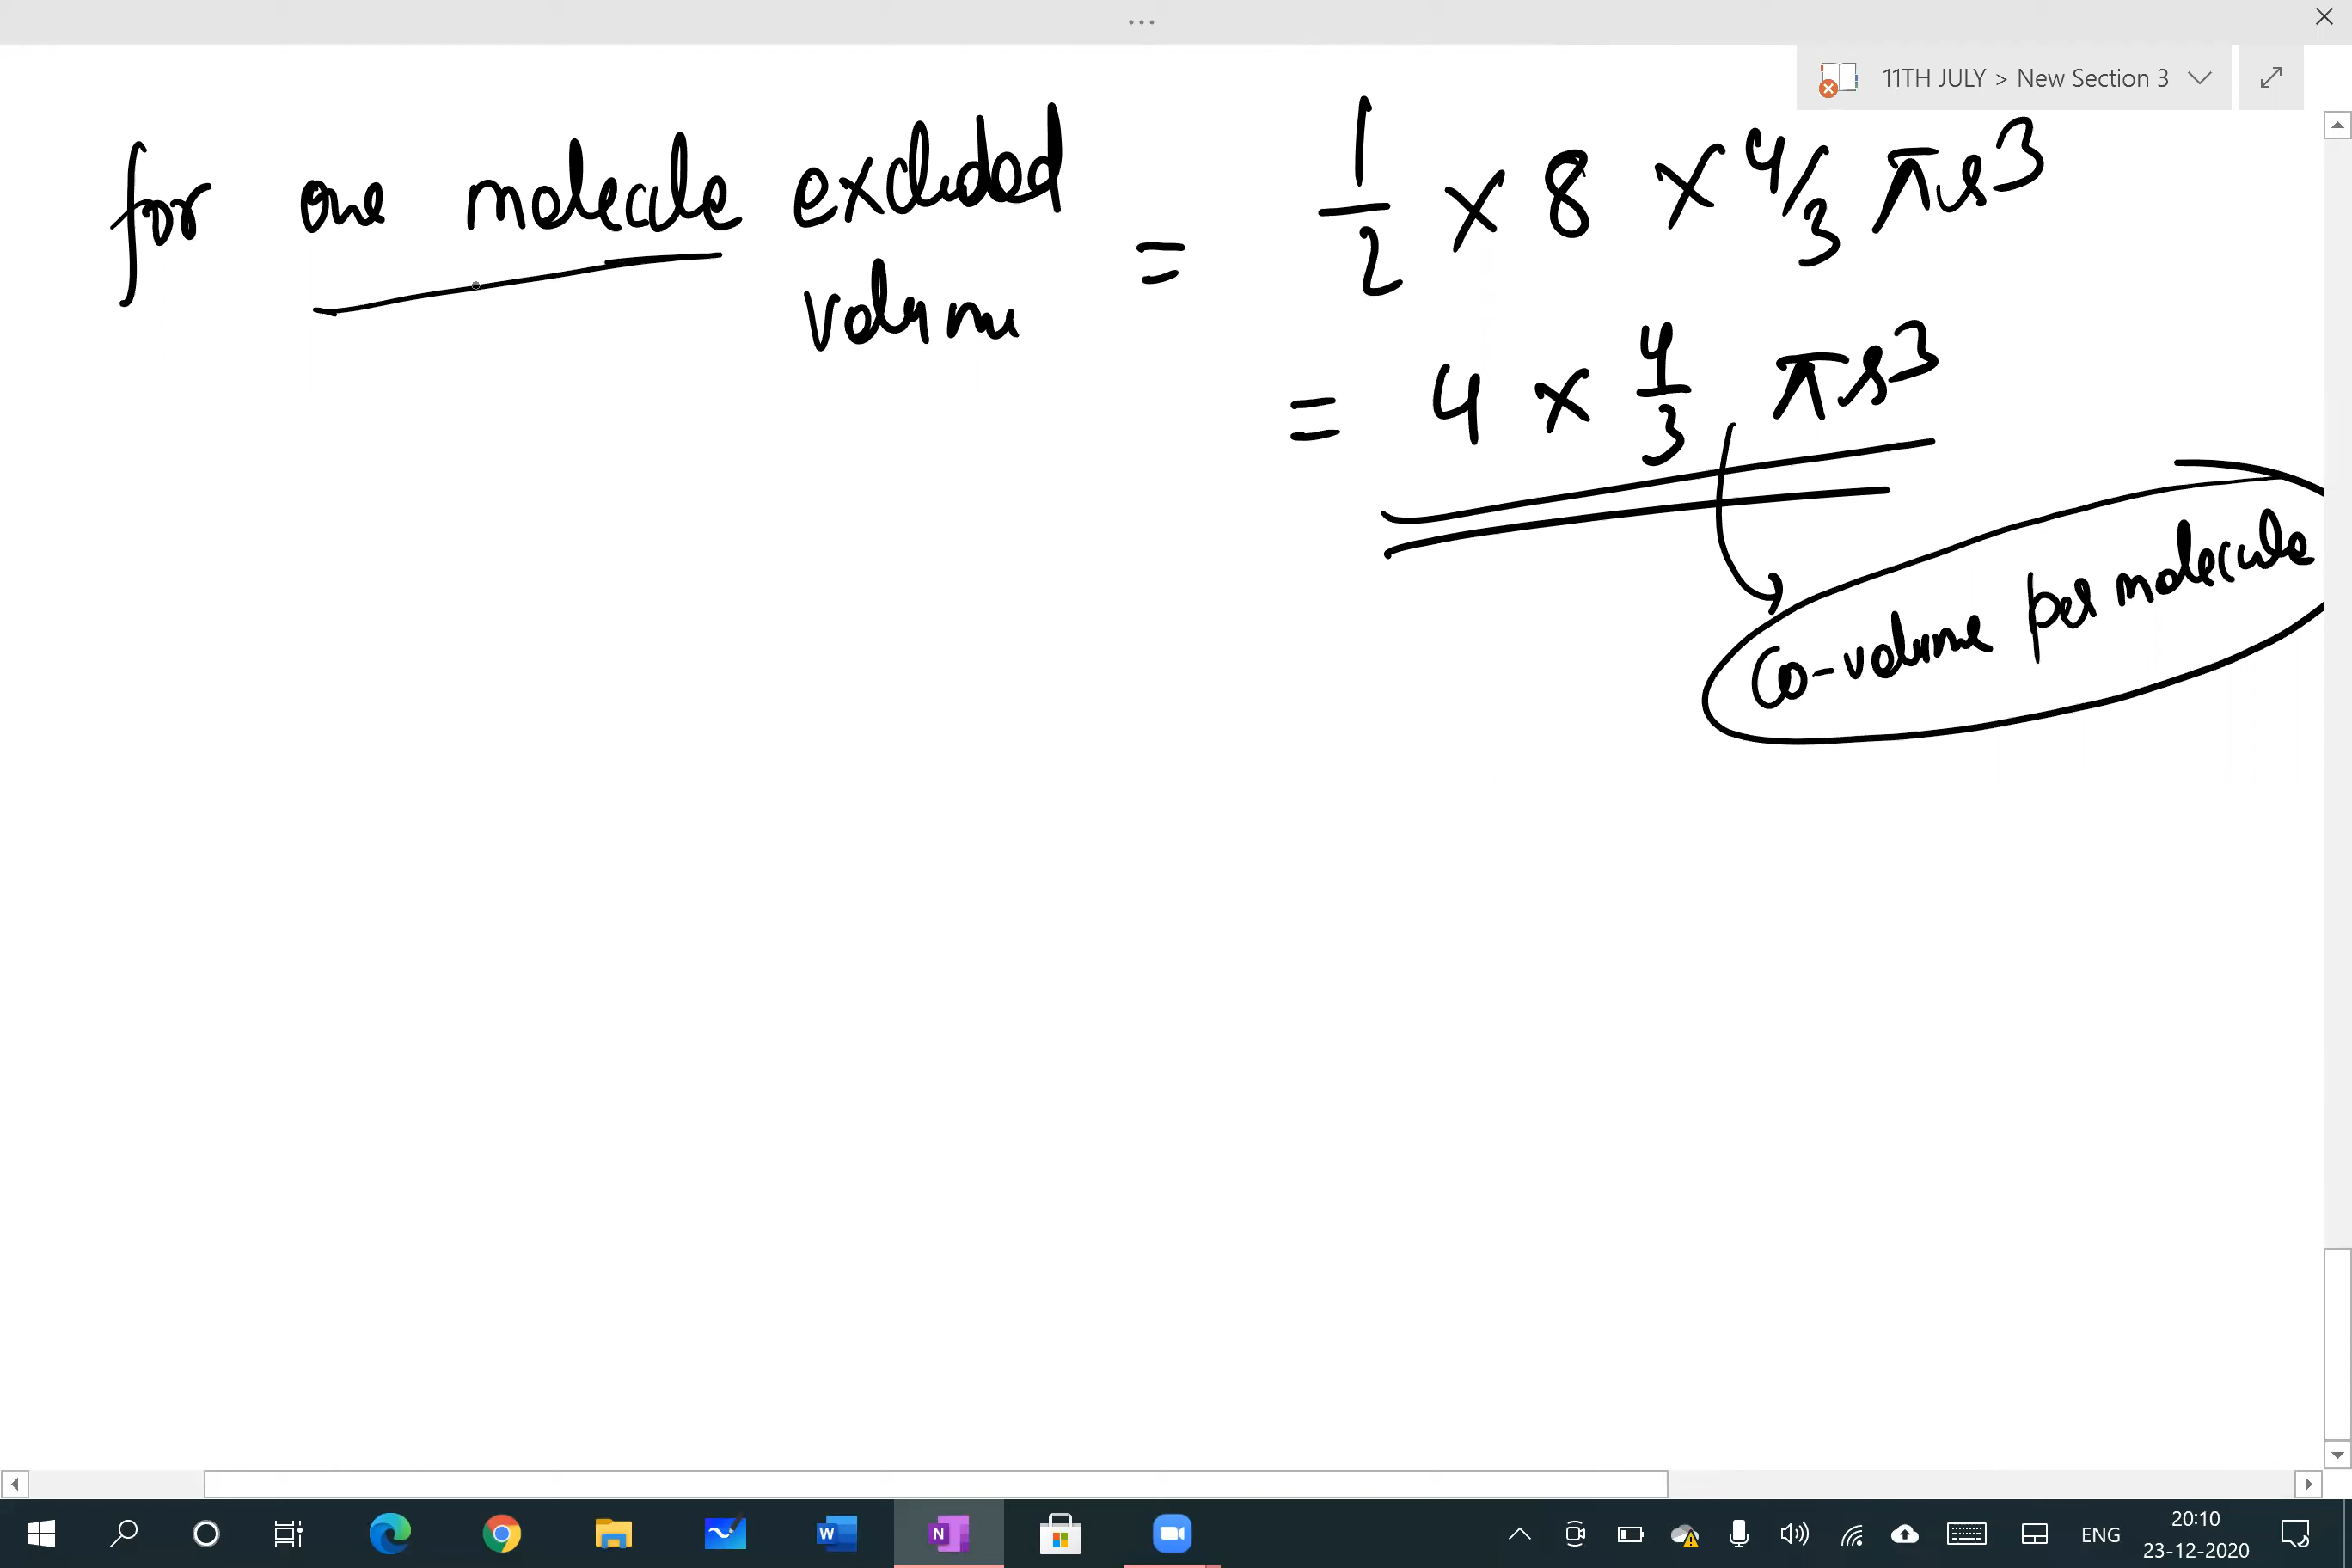 11TH JULY > New Section 3
for one molecule excluded = 1/2 × 8 × 4/3 πr³
volume
= 4 × 4/3 πr³
Co-volume per molecule
ENG
20:10
23-12-2020